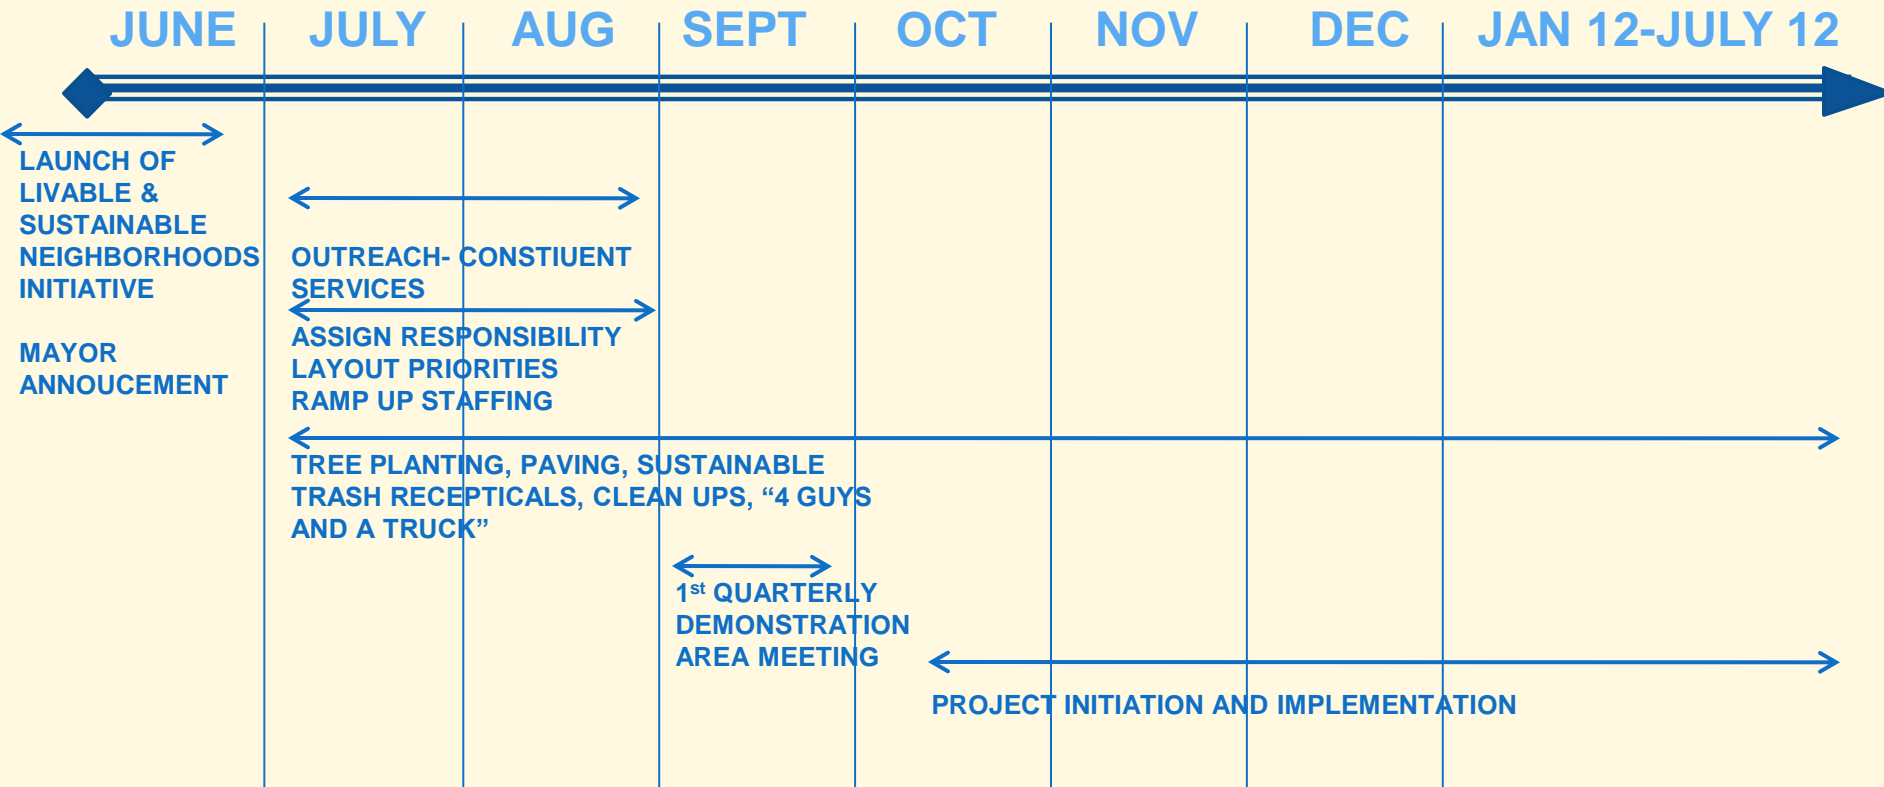 JUNE JULY AUG SEPT OCT NOV DEC JAN 12-JULY 12
LAUNCH OF
LIVABLE &
SUSTAINABLE
NEIGHBORHOODS
INITIATIVE
MAYOR
ANNOUCEMENT
OUTREACH- CONSTIUENT
SERVICES
ASSIGN RESPONSIBILITY
LAYOUT PRIORITIES
RAMP UP STAFFING
TREE PLANTING, PAVING, SUSTAINABLE
TRASH RECEPTICALS, CLEAN UPS, “4 GUYS
AND A TRUCK”
1st QUARTERLY
DEMONSTRATION
AREA MEETING
PROJECT INITIATION AND IMPLEMENTATION